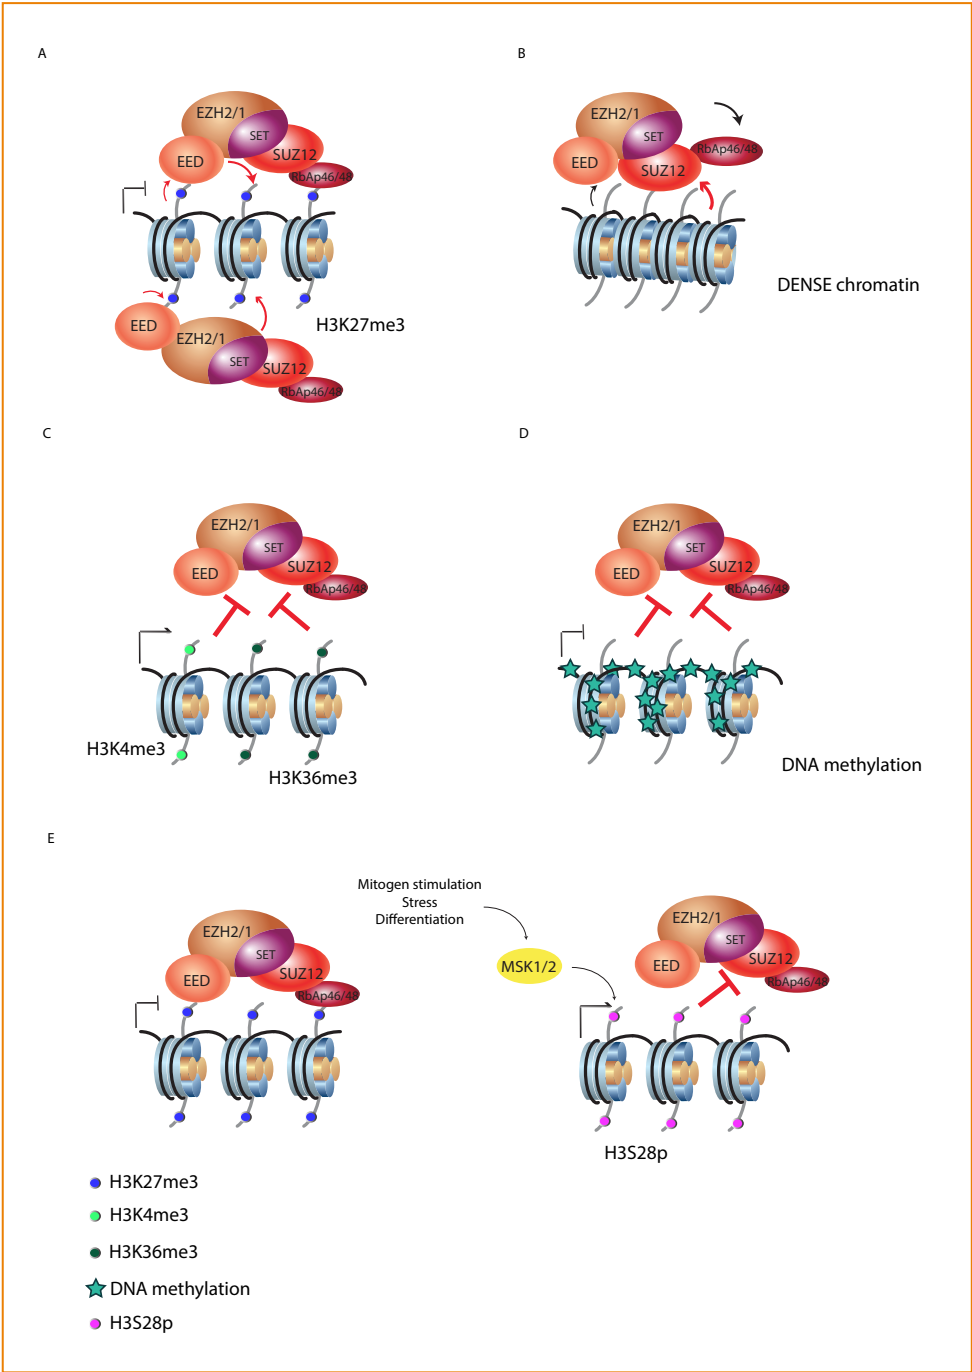 A
EZH2/1
SET
EED
SUZ12
RbAp46/48
EED
EZH2/1
SET
SUZ12
RbAp46/48
H3K27me3
B
EZH2/1
SET
EED
SUZ12
RbAp46/48
DENSE chromatin
C
EZH2/1
SET
EED
SUZ12
RbAp46/48
H3K4me3
H3K36me3
D
EZH2/1
SET
EED
SUZ12
RbAp46/48
DNA methylation
E
EZH2/1
SET
EED
SUZ12
RbAp46/48
Mitogen stimulation
Stress
Differentiation
MSK1/2
EZH2/1
SET
EED
SUZ12
RbAp46/48
H3S28p
H3K27me3
H3K4me3
H3K36me3
DNA methylation
H3S28p